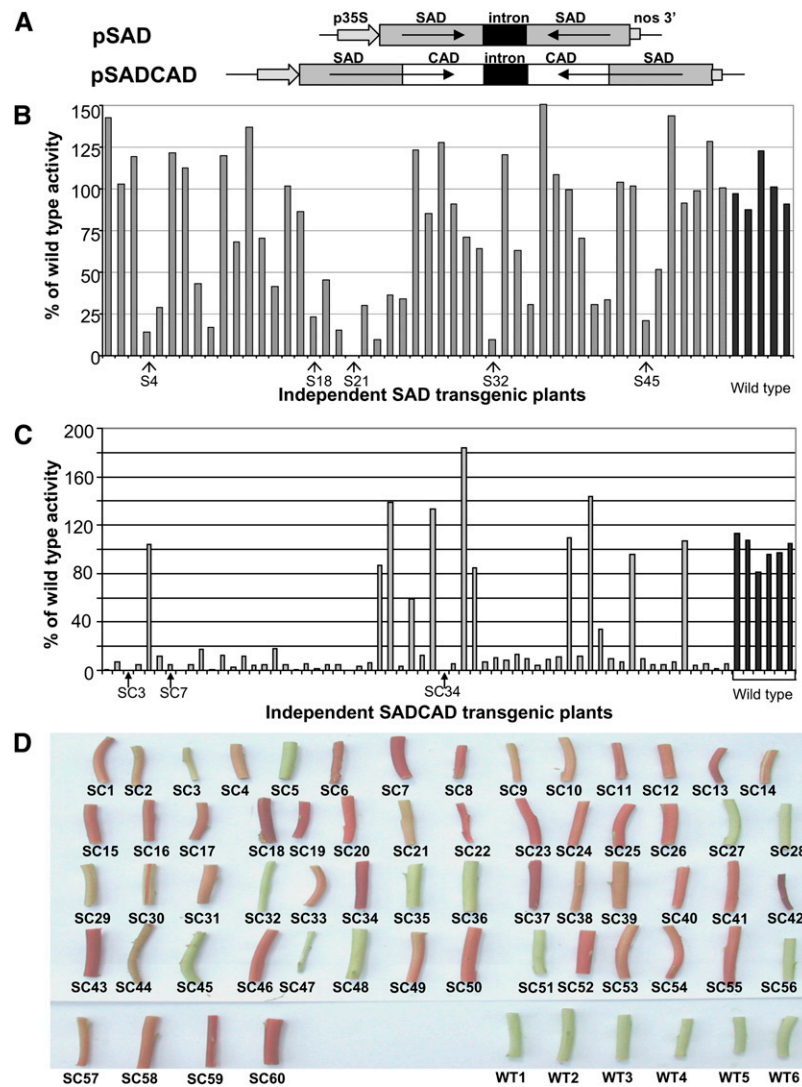 A
p35S
SAD
intron
SAD
nos 3'
pSAD
pSADCAD
SAD
CAD
intron
CAD
SAD
B
% of wild type activity
150
125
100
75
50
25
0
S4
S18
S21
S32
S45
Independent SAD transgenic plants
Wild type
C
% of wild type activity
200
160
120
80
40
0
SC3
SC7
SC34
Independent SADCAD transgenic plants
Wild type
D
SC1 SC2 SC3 SC4 SC5 SC6 SC7 SC8 SC9 SC10 SC11 SC12 SC13 SC14
SC15 SC16 SC17 SC18 SC19 SC20 SC21 SC22 SC23 SC24 SC25 SC26 SC27 SC28
SC29 SC30 SC31 SC32 SC33 SC34 SC35 SC36 SC37 SC38 SC39 SC40 SC41 SC42
SC43 SC44 SC45 SC46 SC47 SC48 SC49 SC50 SC51 SC52 SC53 SC54 SC55 SC56
SC57 SC58 SC59 SC60 WT1 WT2 WT3 WT4 WT5 WT6